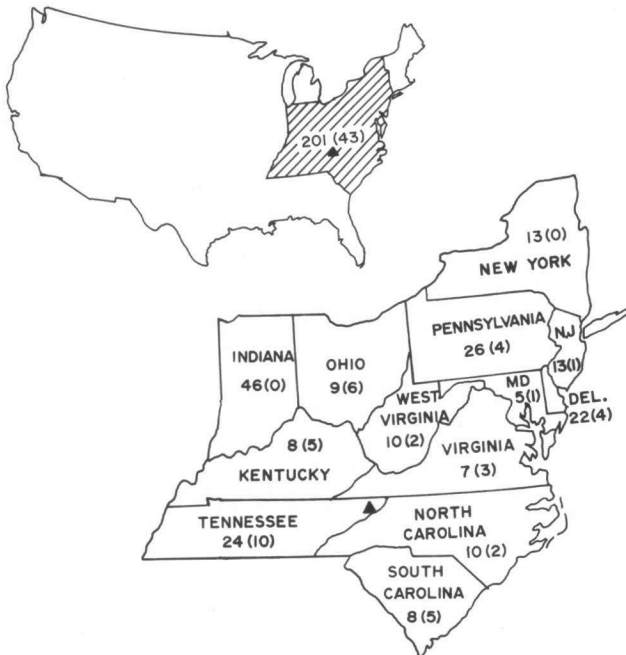 201 (43)
13(0)
NEW YORK
PENNSYLVANIA
26(4)
N.J
13(1)
INDIANA
46(0)
OHIO
9(6)
WEST
VIRGINIA
10(2)
MD
5(1)
DEL.
22(4)
8(5)
KENTUCKY
VIRGINIA
7(3)
TENNESSEE
24(10)
NORTH
CAROLINA
10(2)
SOUTH
CAROLINA
8(5)